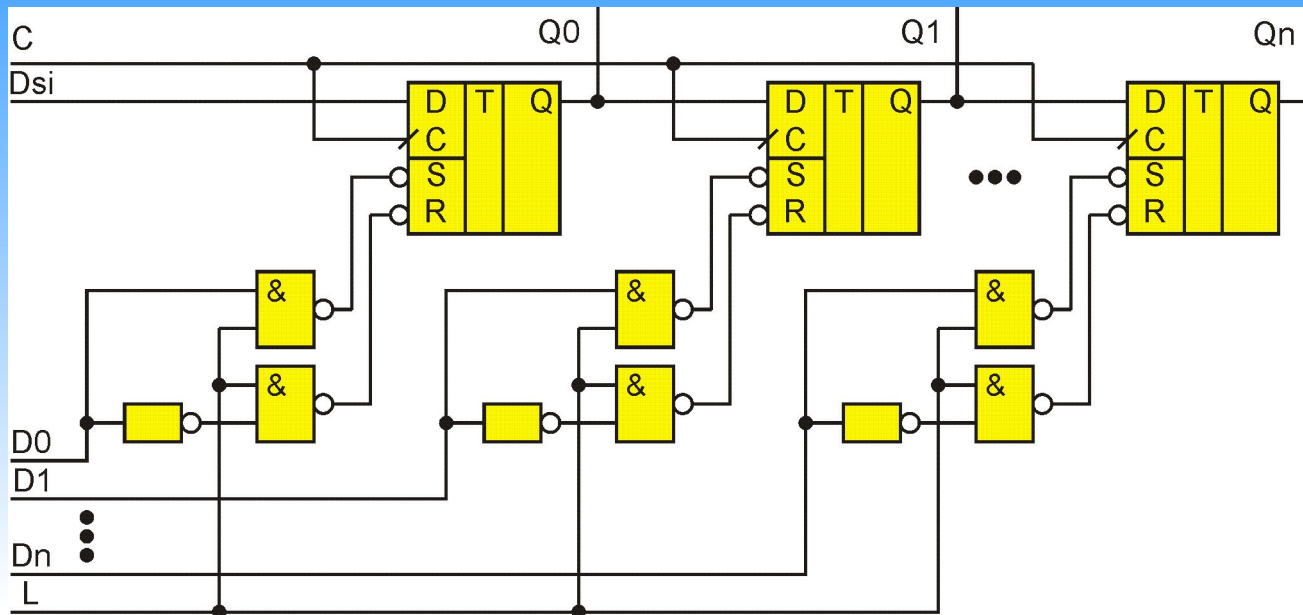 C Q0 Q1 Qn
Dsi
D T Q D T Q D T Q
C C C
S S S
R R R
& & &
& & &
D0
D1
Dn
L